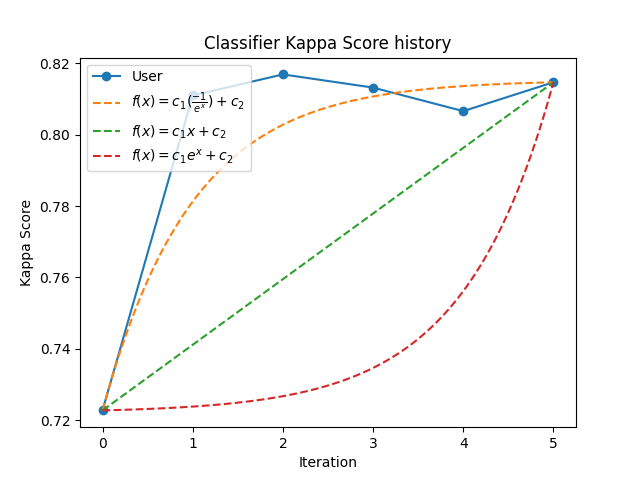 Classifier Kappa Score history
User
f(x) = c₁(−1/eˣ) + c₂
f(x) = c₁x + c₂
f(x) = c₁eˣ + c₂
Kappa Score
0.82
0.80
0.78
0.76
0.74
0.72
0 1 2 3 4 5
Iteration